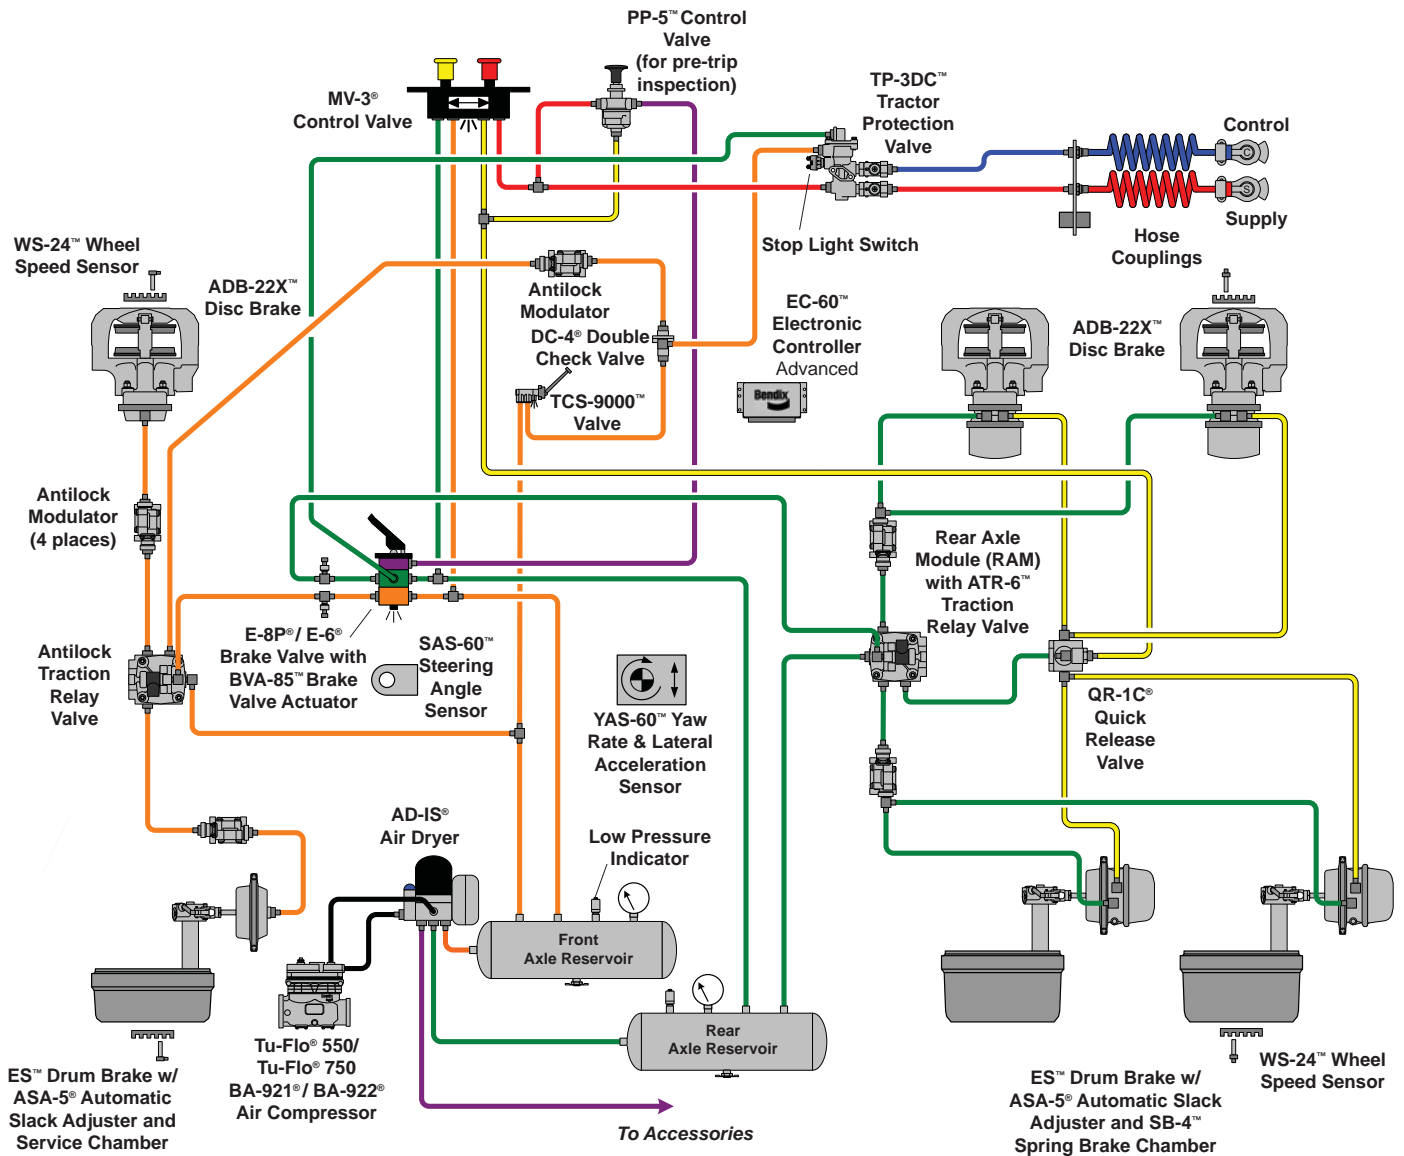 PP-5™ Control
Valve
(for pre-trip
inspection)
MV-3®
Control Valve
TP-3DC™
Tractor
Protection
Valve
Control
C
S
Supply
Hose
Couplings
Stop Light Switch
WS-24™ Wheel
Speed Sensor
ADB-22X™
Disc Brake
Antilock
Modulator
DC-4® Double
Check Valve
TCS-9000™
Valve
EC-60™
Electronic
Controller
Advanced
Bendix
ADB-22X™
Disc Brake
Antilock
Modulator
(4 places)
Rear Axle
Module (RAM)
with ATR-6™
Traction
Relay Valve
Antilock
Traction
Relay
Valve
E-8P® / E-6®
Brake Valve with
BVA-85™ Brake
Valve Actuator
SAS-60™
Steering
Angle
Sensor
YAS-60™ Yaw
Rate & Lateral
Acceleration
Sensor
QR-1C®
Quick
Release
Valve
AD-IS®
Air Dryer
Low Pressure
Indicator
Front
Axle Reservoir
Rear
Axle Reservoir
Tu-Flo® 550/
Tu-Flo® 750
BA-921® / BA-922®
Air Compressor
To Accessories
ES™ Drum Brake w/
ASA-5® Automatic
Slack Adjuster and
Service Chamber
ES™ Drum Brake w/
ASA-5® Automatic Slack
Adjuster and SB-4™
Spring Brake Chamber
WS-24™ Wheel
Speed Sensor